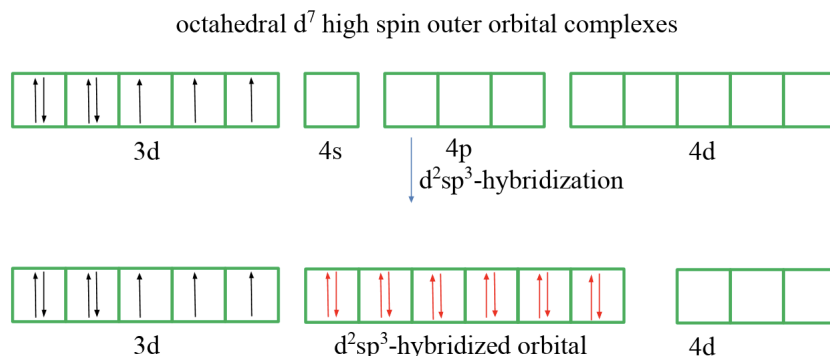 octahedral d⁷ high spin outer orbital complexes
3d 4s 4p 4d
d²sp³-hybridization
3d d²sp³-hybridized orbital 4d